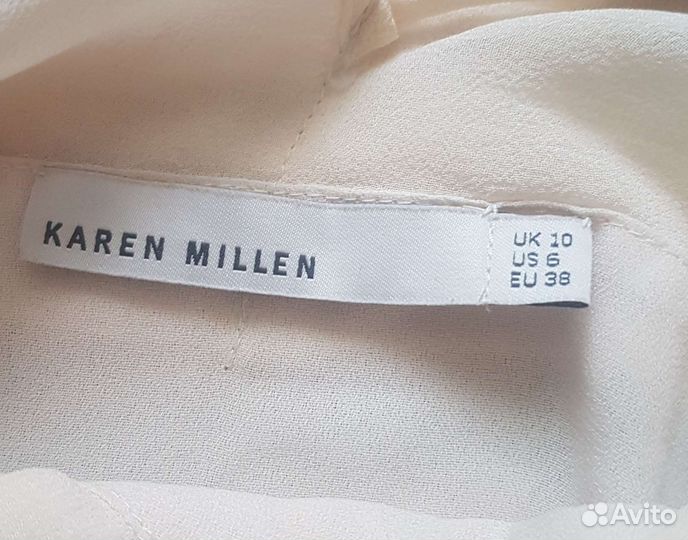 KAREN MILLEN
UK 10
US 6
EU 38
Avito